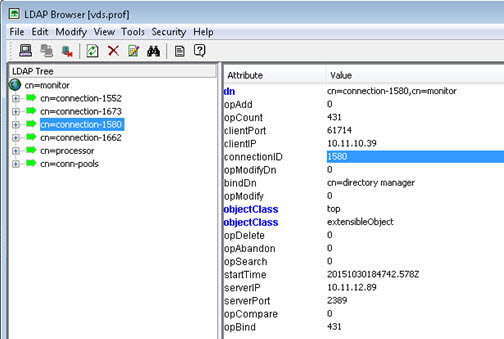 LDAP Browser [vds.prof]
File Edit Modify View Tools Security Help
LDAP Tree
cn=monitor
cn=connection-1552
cn=connection-1673
cn=connection-1580
cn=connection-1662
cn=processor
cn=conn-pools
Attribute Value
dn cn=connection-1580,cn=monitor
opAdd 0
opCount 431
clientPort 61714
clientIP 10.11.10.39
connectionID 1580
opModifyDn 0
bindDn cn=directory manager
opModify 0
objectClass top
objectClass extensibleObject
opDelete 0
opAbandon 0
opSearch 0
startTime 20151030184742.578Z
serverIP 10.11.12.89
serverPort 2389
opCompare 0
opBind 431